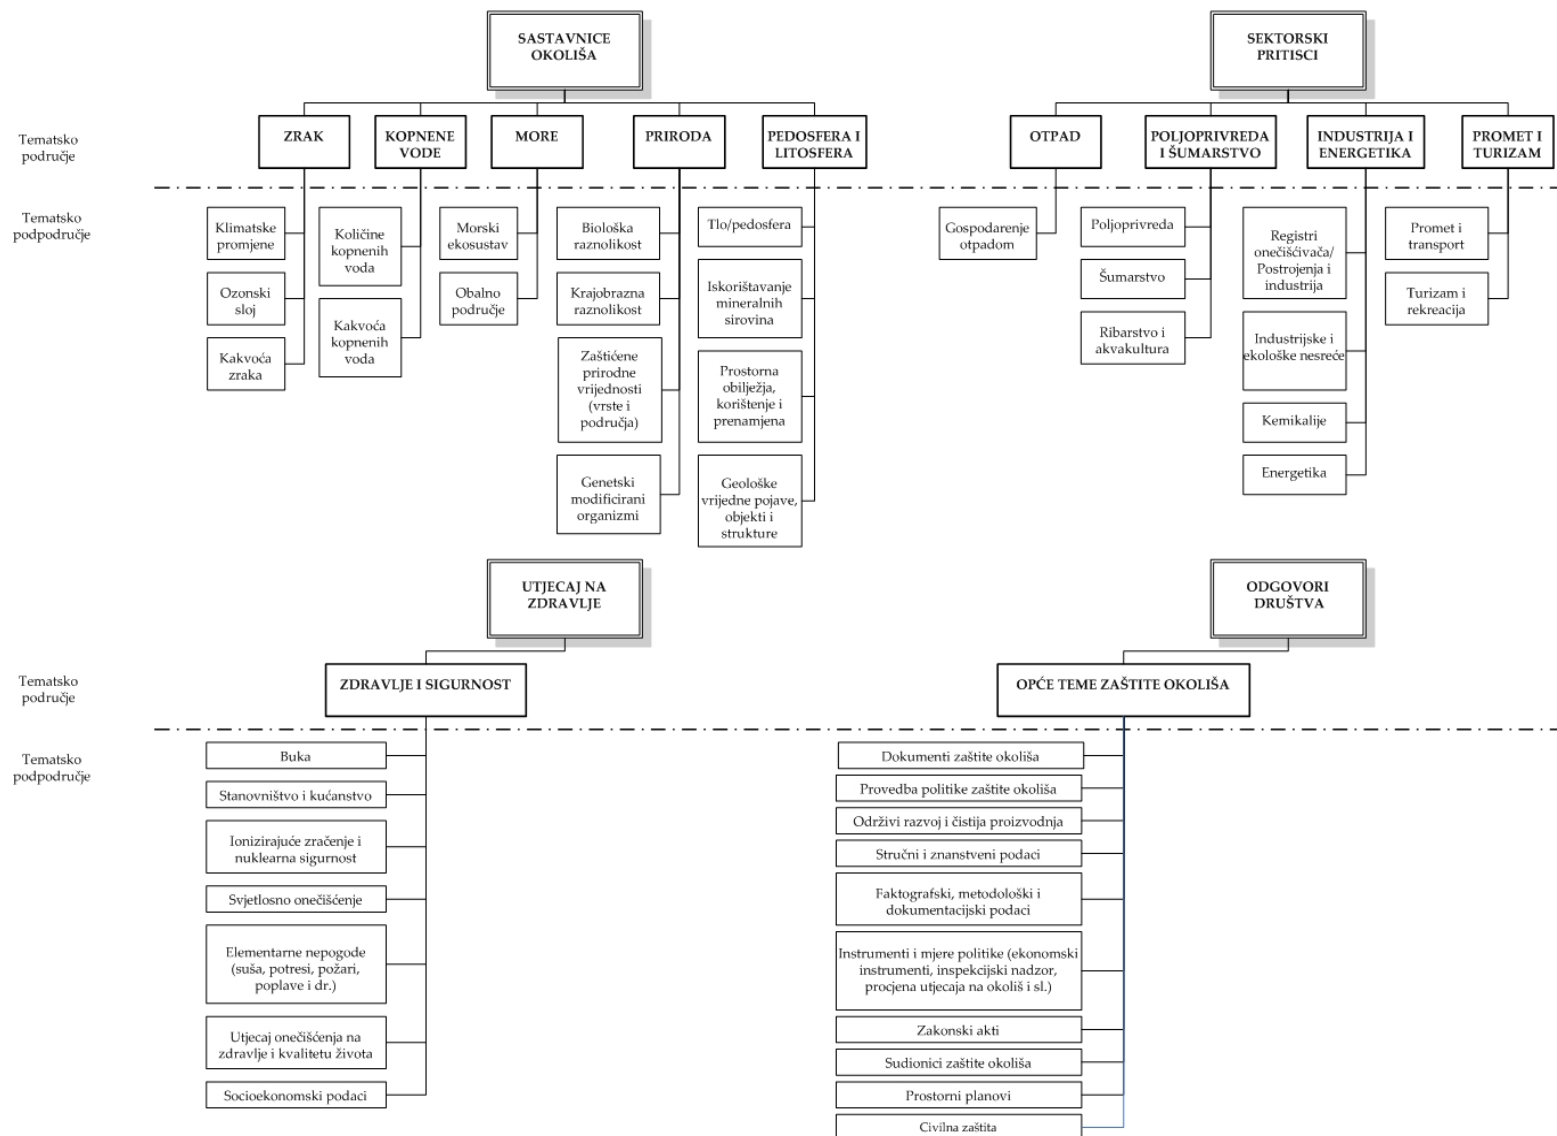 SASTAVNICE
OKOLIŠA
SEKTORSKI
PRITISCI
Tematsko
područje
ZRAK
KOPNENE
VODE
MORE
PRIRODA
PEDOSFERA I
LITOSFERA
OTPAD
POLJOPRIVREDA
I ŠUMARSTVO
INDUSTRIJA I
ENERGETIKA
PROMET I
TURIZAM
Tematsko
podpodručje
Klimatske
promjene
Ozonski
sloj
Kakvoća
zraka
Količine
kopnenih
voda
Kakvoća
kopnenih
voda
Morski
ekosustav
Obalno
područje
Biološka
raznolikost
Krajobrazna
raznolikost
Zaštićene
prirodne
vrijednosti
(vrste i
područja)
Genetski
modificirani
organizmi
Tlo/pedosfera
Iskorištavanje
mineralnih
sirovina
Prostorna
obilježja,
korištenje i
prenamjena
Geološke
vrijedne pojave,
objekti i
strukture
Gospodarenje
otpadom
Poljoprivreda
Šumarstvo
Ribarstvo i
akvakultura
Registri
onečišćivača/
Postrojenja i
industrija
Industrijske i
ekološke nesreće
Kemikalije
Energetika
Promet i
transport
Turizam i
rekreacija
UTJECAJ NA
ZDRAVLJE
ODGOVORI
DRUŠTVA
Tematsko
područje
ZDRAVLJE I SIGURNOST
OPĆE TEME ZAŠTITE OKOLIŠA
Tematsko
podpodručje
Buka
Stanovništvo i kućanstvo
Ionizirajuće zračenje i
nuklearna sigurnost
Svjetlosno onečišćenje
Elementarne nepogode
(suša, potresi, požari,
poplave i dr.)
Utjecaj onečišćenja na
zdravlje i kvalitetu života
Socioekonomski podaci
Dokumenti zaštite okoliša
Provedba politike zaštite okoliša
Održivi razvoj i čistija proizvodnja
Stručni i znanstveni podaci
Faktografski, metodološki i
dokumentacijski podaci
Instrumenti i mjere politike (ekonomski
instrumenti, inspekcijski nadzor,
procjena utjecaja na okoliš i sl.)
Zakonski akti
Sudionici zaštite okoliša
Prostorni planovi
Civilna zaštita